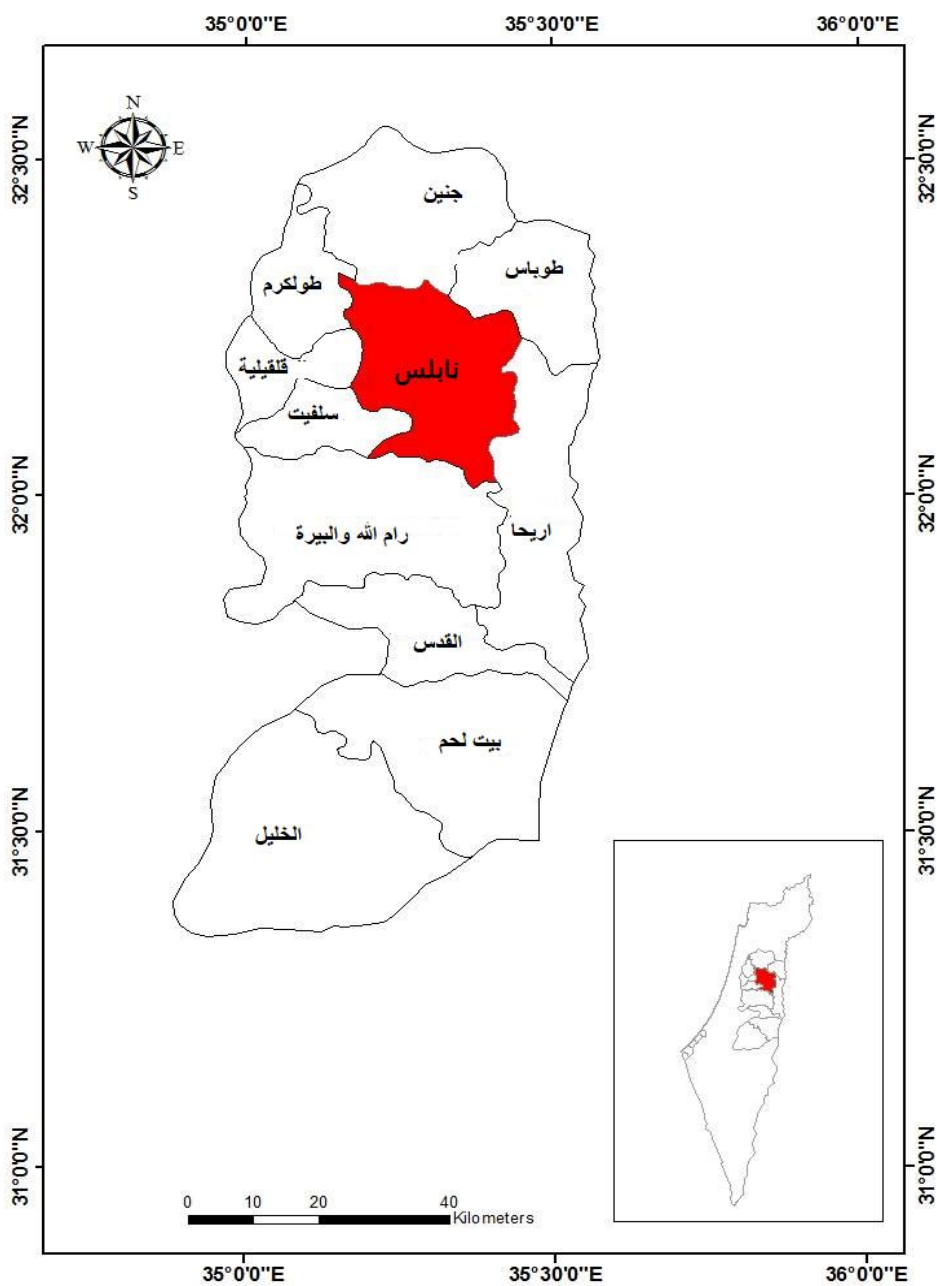 35°0'0"E 35°30'0"E 36°0'0"E
N
W E
S
32°30'0"N 32°30'0"N
جنين
طوباس
طولكرم
نابلس
قلقيلية
سلفيت
32°0'0"N 32°0'0"N
اريحا
رام الله والبيرة
القدس
بيت لحم
31°30'0"N 31°30'0"N
الخليل
31°0'0"N 31°0'0"N
0 10 20 40
Kilometers
35°0'0"E 35°30'0"E 36°0'0"E